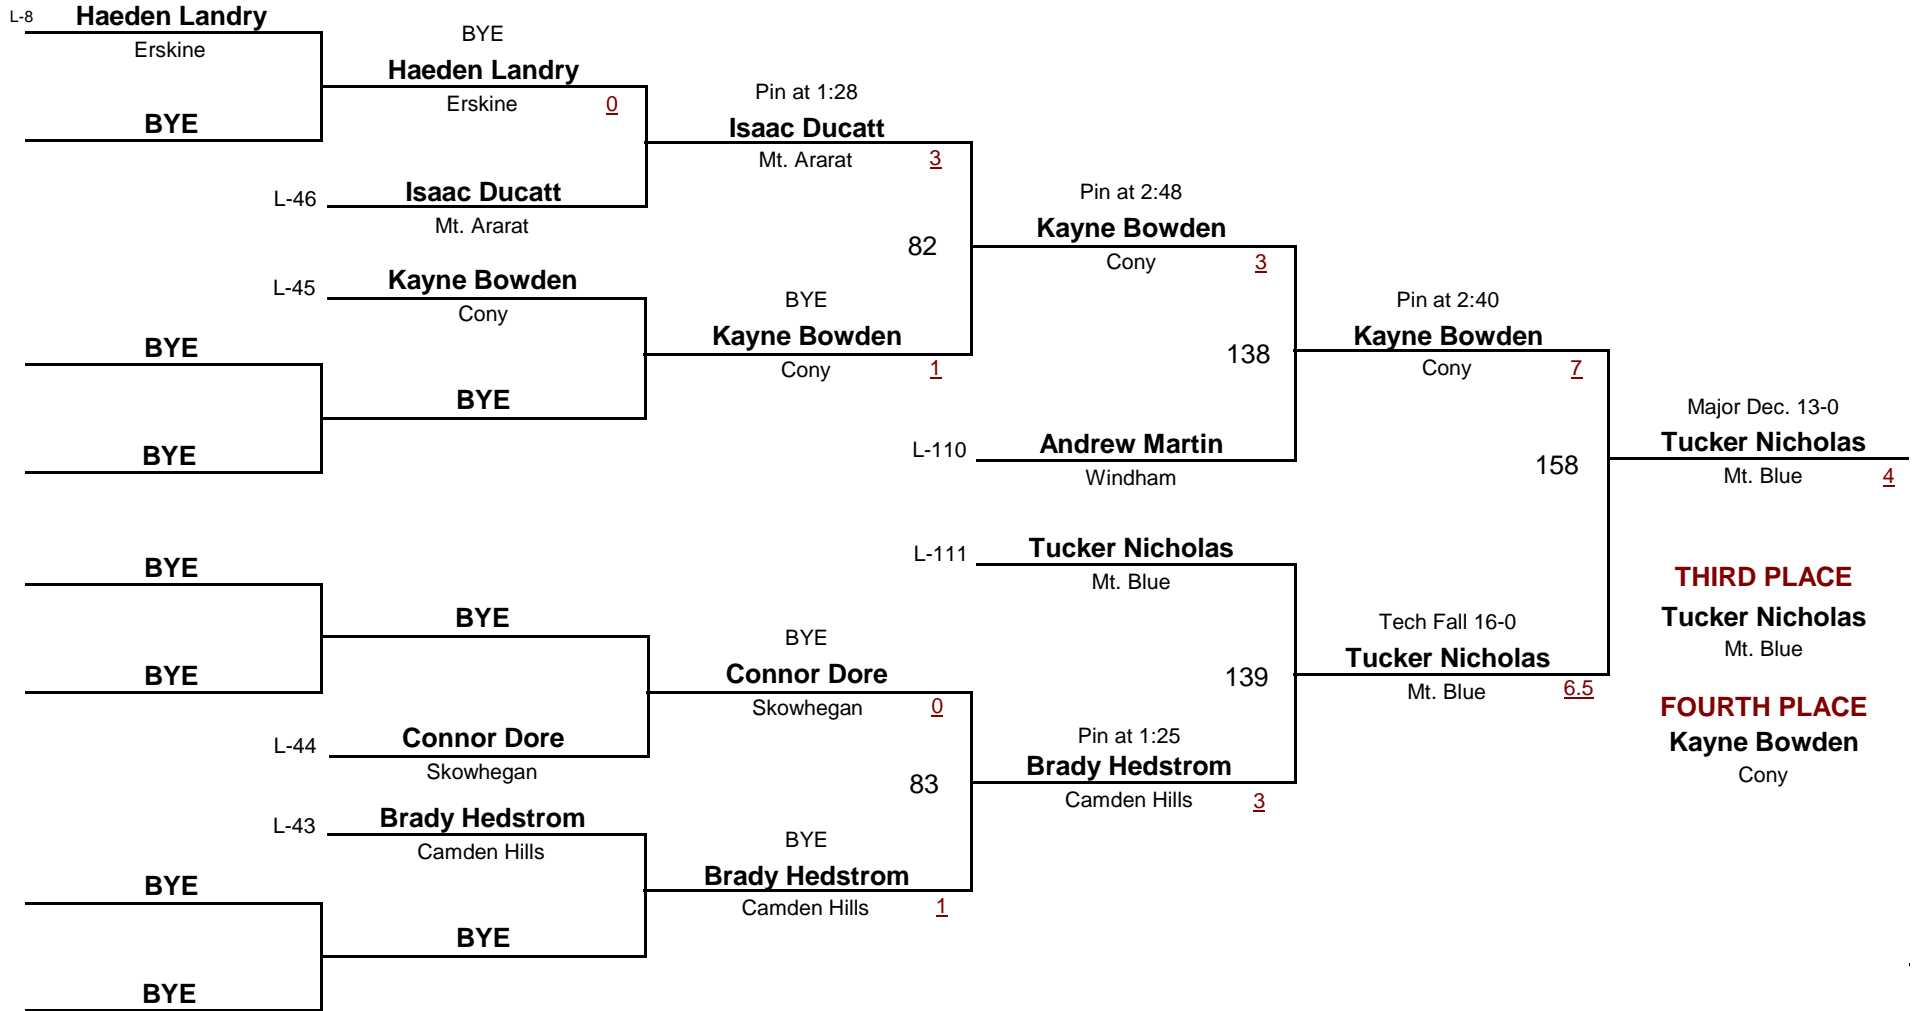 L-8 Haeden Landry
Erskine
BYE
BYE
Haeden Landry
Erskine 0
L-46 Isaac Ducatt
Mt. Ararat
Pin at 1:28
Isaac Ducatt
Mt. Ararat 3
82
L-45 Kayne Bowden
Cony
BYE
BYE
BYE
BYE
Kayne Bowden
Cony 1
Pin at 2:48
Kayne Bowden
Cony 3
138
L-110 Andrew Martin
Windham
Pin at 2:40
Kayne Bowden
Cony 7
158
Major Dec. 13-0
Tucker Nicholas
Mt. Blue 4
BYE
BYE
BYE
L-44 Connor Dore
Skowhegan
BYE
Connor Dore
Skowhegan 0
83
L-43 Brady Hedstrom
Camden Hills
BYE
BYE
BYE
BYE
Brady Hedstrom
Camden Hills 1
L-111 Tucker Nicholas
Mt. Blue
139
Pin at 1:25
Brady Hedstrom
Camden Hills 3
Tech Fall 16-0
Tucker Nicholas
Mt. Blue 6.5
THIRD PLACE
Tucker Nicholas
Mt. Blue
FOURTH PLACE
Kayne Bowden
Cony